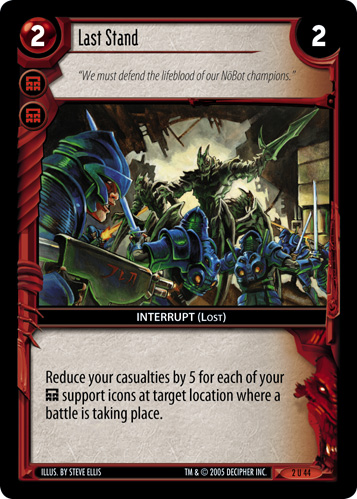 2 Last Stand 2
"We must defend the lifeblood of our NōBot champions."
INTERRUPT (LOST)
Reduce your casualties by 5 for each of your
support icons at target location where a
battle is taking place.
ILLUS. BY STEVE ELLIS TM & © 2005 DECIPHER INC. 2 U 44